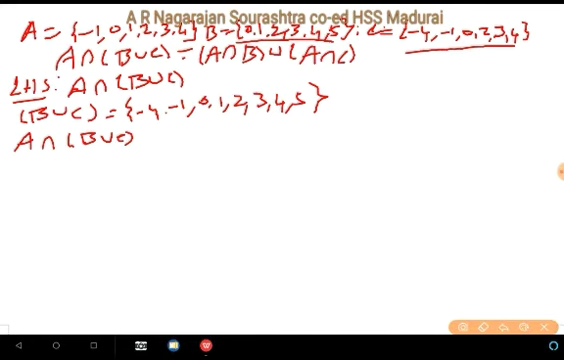 A R Nagarajan Sourashtra co-ed HSS Madurai
A = {-1, 0, 1, 2, 3, 4} B = {0, 1, 2, 3, 4, 5}; C = {-4, -1, 0, 2, 3, 4}
A ∩ (B ∪ C) = (A ∩ B) ∪ (A ∩ C)
LHS: A ∩ (B ∪ C)
(B ∪ C) = {-4, -1, 0, 1, 2, 3, 4, 5}
A ∩ (B ∪ C)